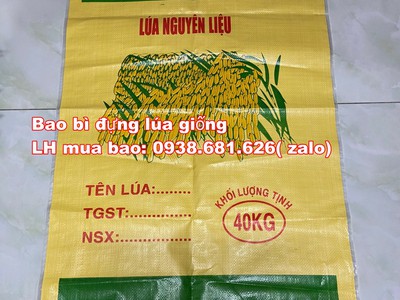 LÚA NGUYÊN LIỆU
Bao bì đựng lúa giống
LH mua bao: 0938.681.626( zalo)
TÊN LÚA:........
TGST:..............
NSX:...............
KHỐI LƯỢNG TỊNH
40KG